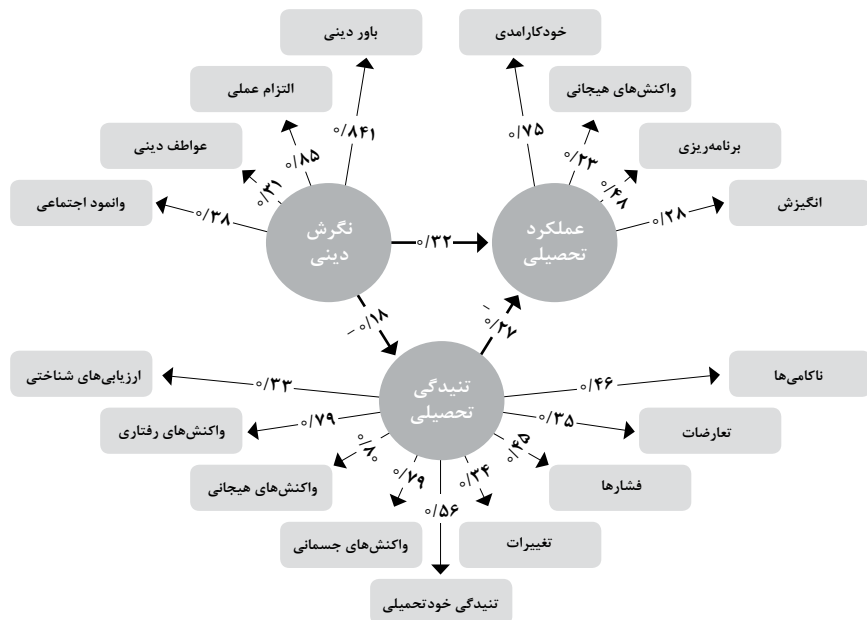 باور دینی
خودکارامدی
التزام عملی
واکنش‌های هیجانی
عواطف دینی
برنامه‌ریزی
وانمود اجتماعی
انگیزش
۰/۸۴۱
۰/۷۵
۰/۸۵
۰/۲۳
۰/۳۱
۰/۴۸
۰/۳۸
۰/۲۸
نگرش
دینی
۰/۳۲
عملکرد
تحصیلی
-۰/۱۸
-۰/۲۷
تنیدگی
تحصیلی
ارزیابی‌های شناختی
۰/۳۳
۰/۴۶
ناکامی‌ها
واکنش‌های رفتاری
۰/۷۹
۰/۳۵
تعارضات
واکنش‌های هیجانی
۰/۸۰
۰/۴۵
فشارها
واکنش‌های جسمانی
۰/۷۹
۰/۳۴
تغییرات
۰/۵۶
تنیدگی خودتحمیلی